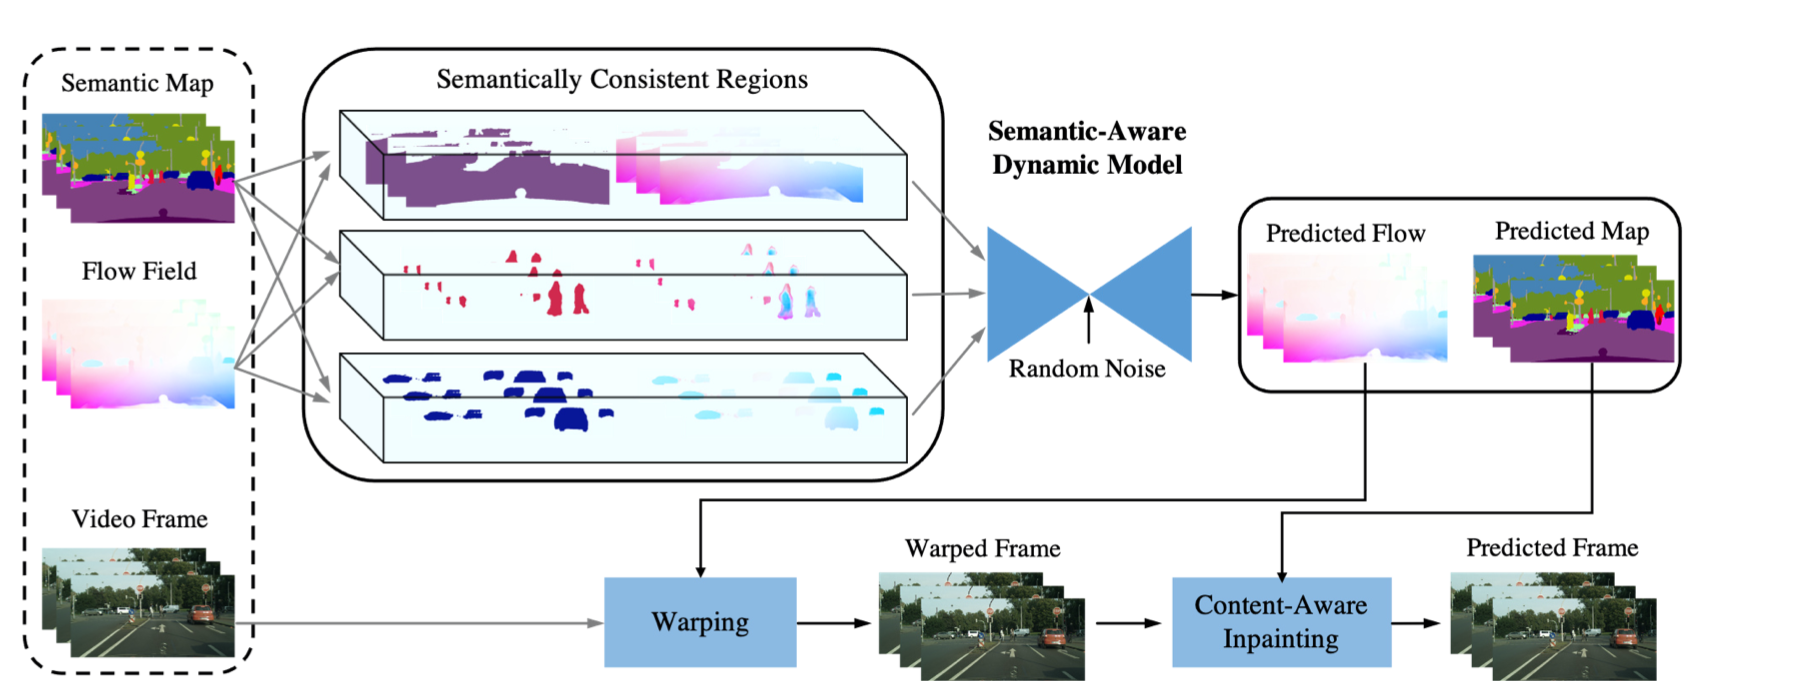 Semantic Map
Flow Field
Video Frame
Semantically Consistent Regions
Semantic-Aware
Dynamic Model
Random Noise
Predicted Flow
Predicted Map
Warping
Warped Frame
Content-Aware
Inpainting
Predicted Frame